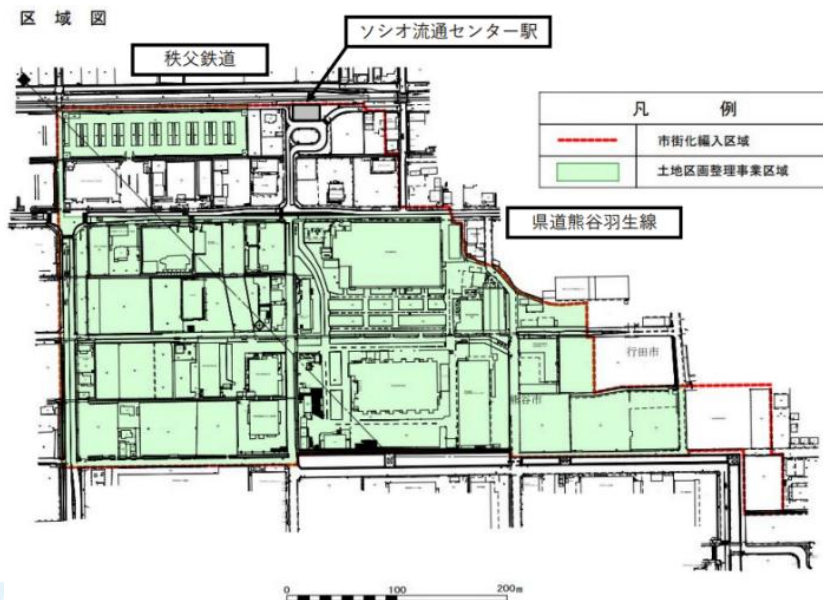 区域図
ソシオ流通センター駅
秩父鉄道
凡　例
市街化編入区域
土地区画整理事業区域
県道熊谷羽生線
行田市
熊谷市
0 100 200m